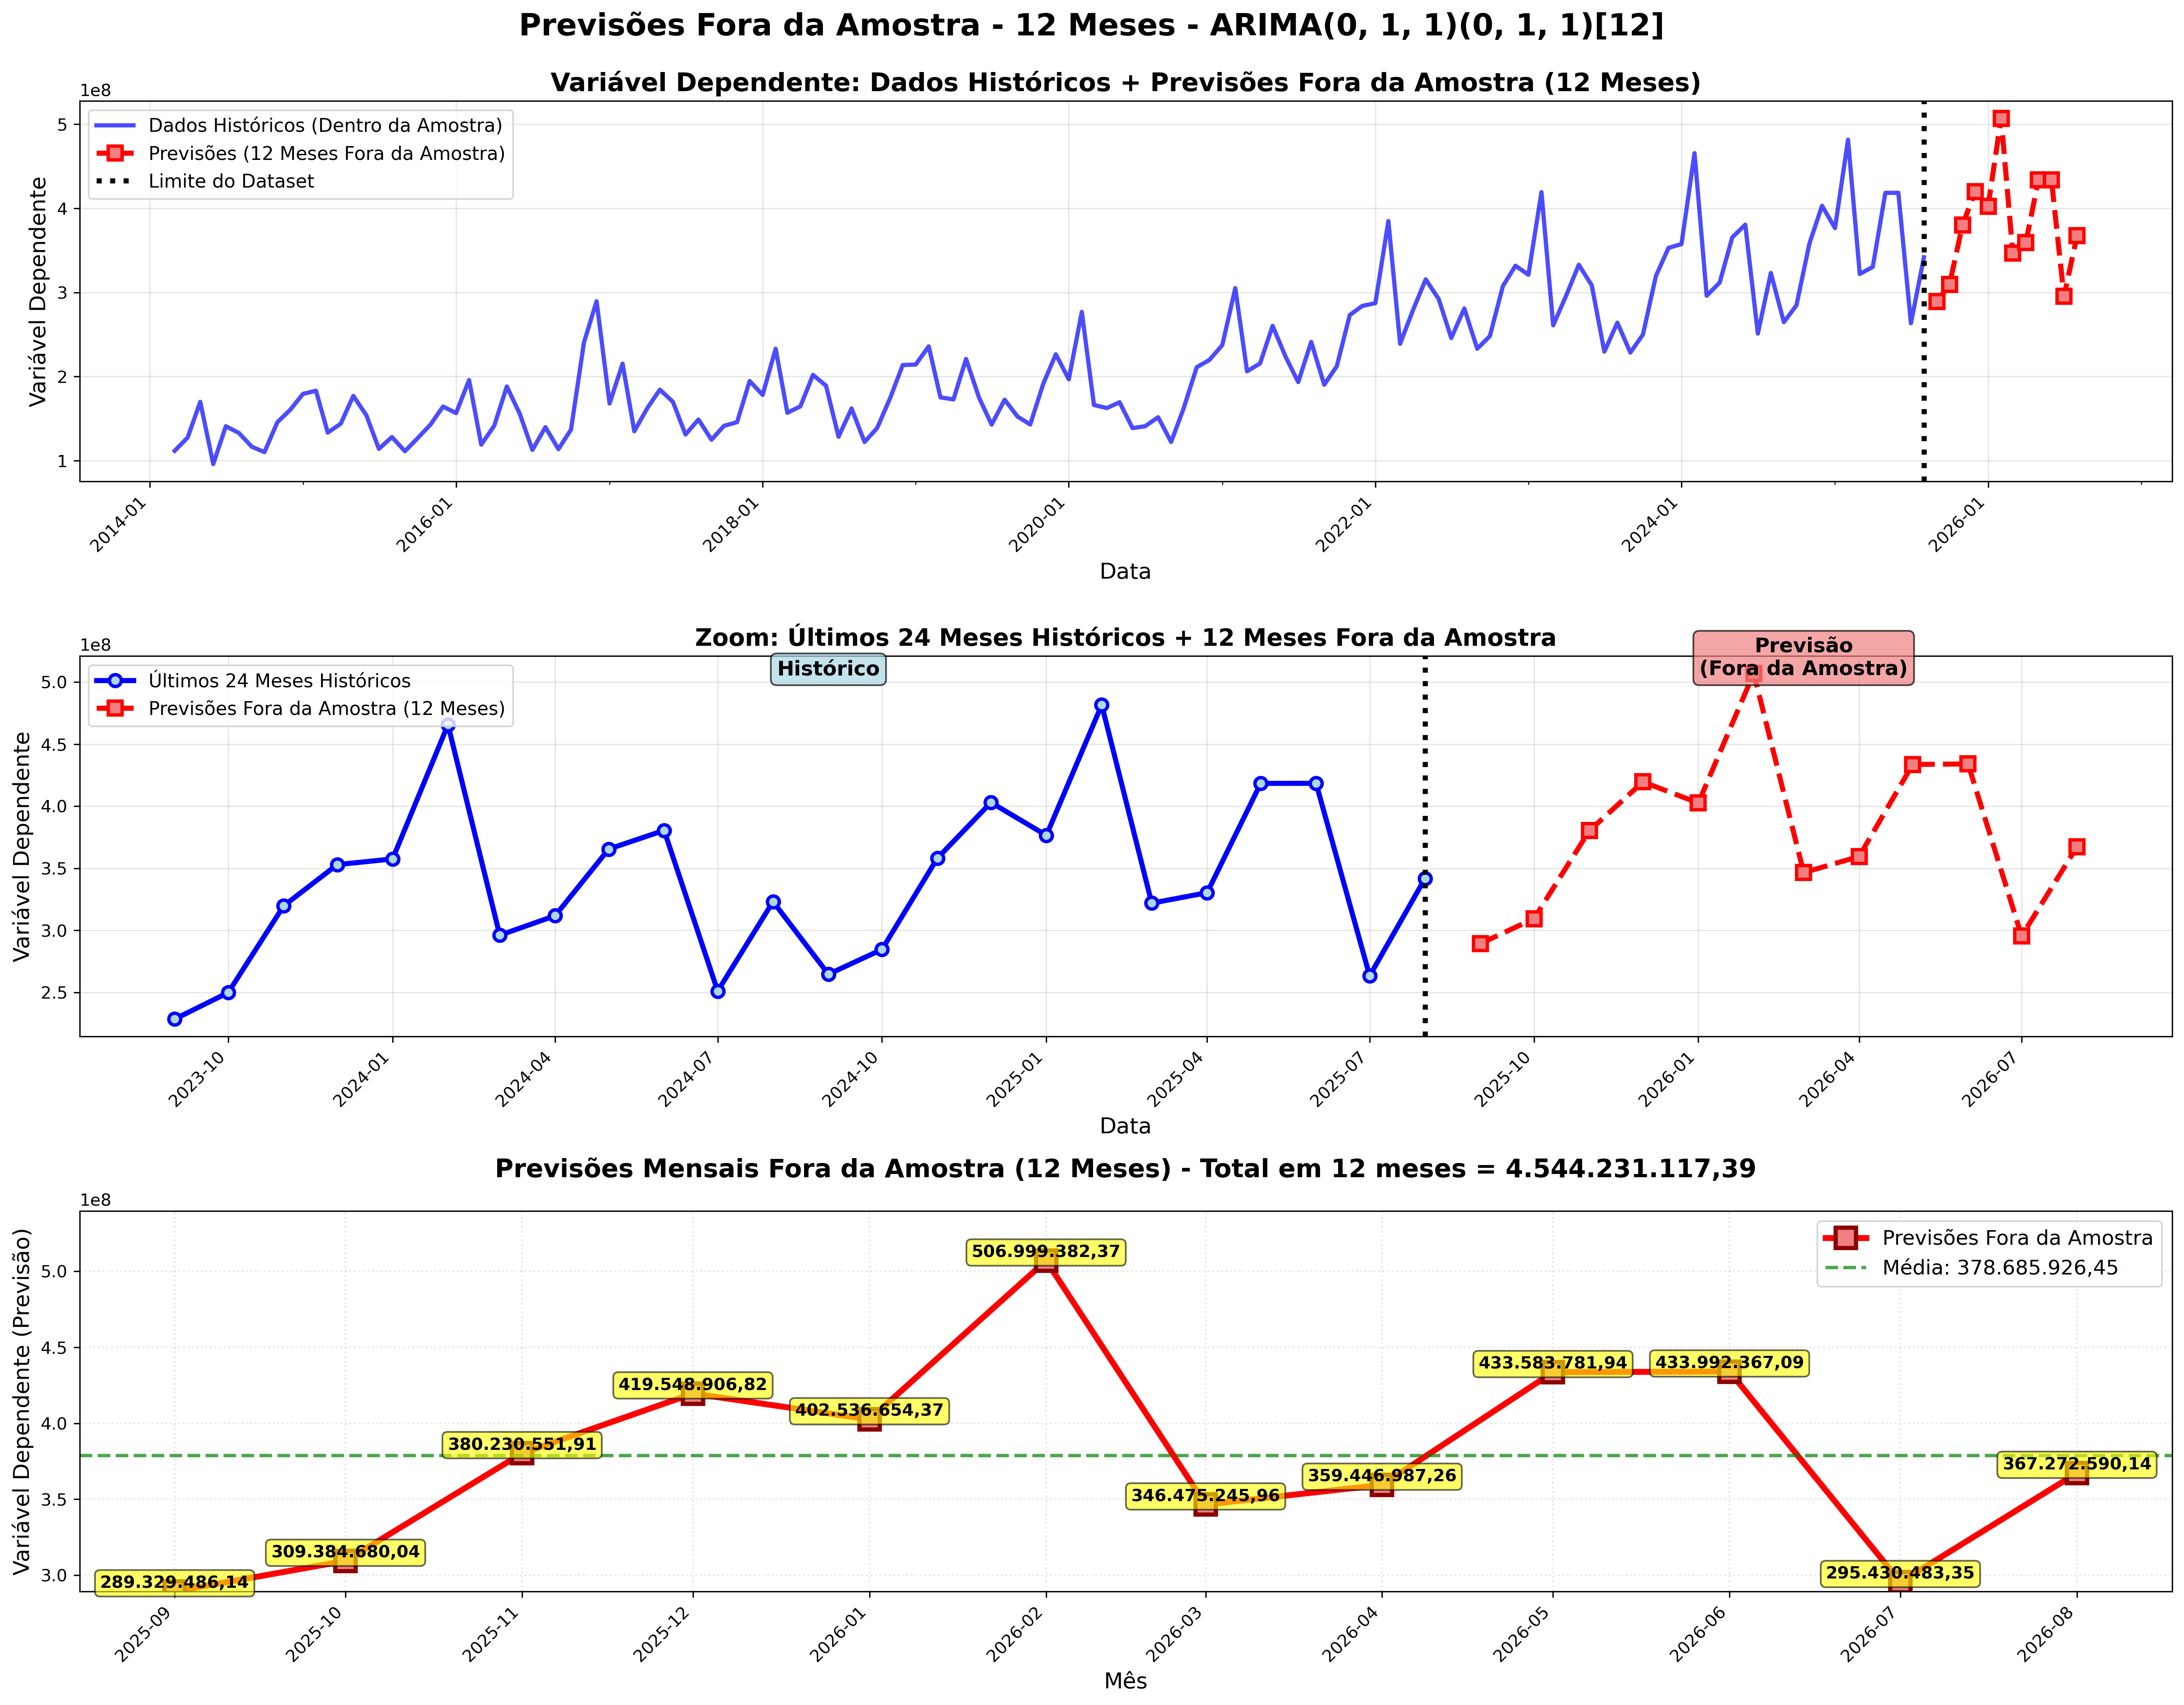 Previsões Fora da Amostra - 12 Meses - ARIMA(0, 1, 1)(0, 1, 1)[12]
Variável Dependente: Dados Históricos + Previsões Fora da Amostra (12 Meses)
1e8
Dados Históricos (Dentro da Amostra)
Previsões (12 Meses Fora da Amostra)
Limite do Dataset
Variável Dependente
5
4
3
2
1
2014-01
2016-01
2018-01
2020-01
2022-01
2024-01
2026-01
Data
Zoom: Últimos 24 Meses Históricos + 12 Meses Fora da Amostra
1e8
Últimos 24 Meses Históricos
Previsões Fora da Amostra (12 Meses)
Histórico
Previsão
(Fora da Amostra)
Variável Dependente
5.0
4.5
4.0
3.5
3.0
2.5
2023-10
2024-01
2024-04
2024-07
2024-10
2025-01
2025-04
2025-07
2025-10
2026-01
2026-04
2026-07
Data
Previsões Mensais Fora da Amostra (12 Meses) - Total em 12 meses = 4.544.231.117,39
1e8
Previsões Fora da Amostra
Média: 378.685.926,45
Variável Dependente (Previsão)
5.0
4.5
4.0
3.5
3.0
289.329.486,14
309.384.680,04
380.230.551,91
419.548.906,82
402.536.654,37
506.999.382,37
346.475.245,96
359.446.987,26
433.583.781,94
433.992.367,09
295.430.483,35
367.272.590,14
2025-09
2025-10
2025-11
2025-12
2026-01
2026-02
2026-03
2026-04
2026-05
2026-06
2026-07
2026-08
Mês